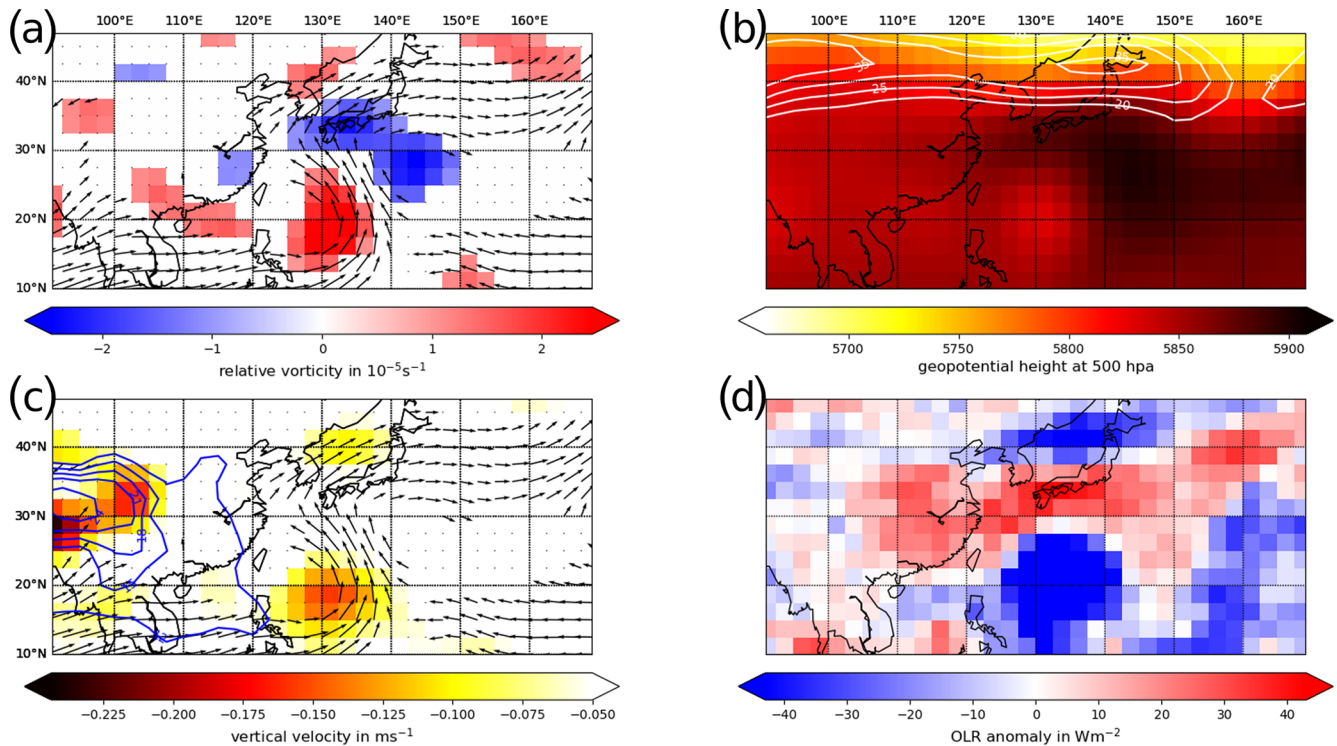 (a)
100°E 110°E 120°E 130°E 140°E 150°E 160°E
40°N
30°N
20°N
10°N
−2 −1 0 1 2
relative vorticity in 10⁻⁵s⁻¹
(b)
100°E 110°E 120°E 130°E 140°E 150°E 160°E
35
25
20
20
5700 5750 5800 5850 5900
geopotential height at 500 hpa
(c)
40°N
30°N
20°N
10°N
18
12
−0.225 −0.200 −0.175 −0.150 −0.125 −0.100 −0.075 −0.050
vertical velocity in ms⁻¹
(d)
−40 −30 −20 −10 0 10 20 30 40
OLR anomaly in Wm⁻²